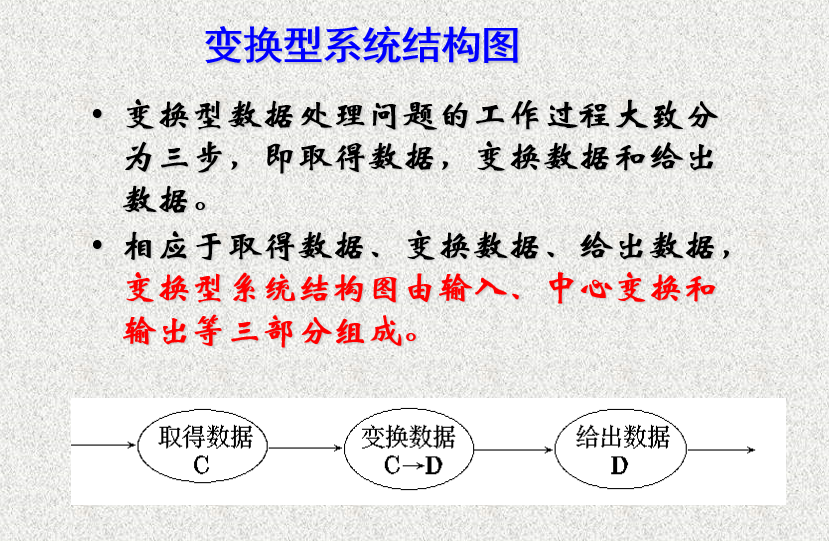 变换型系统结构图
• 变换型数据处理问题的工作过程大致分
为三步，即取得数据，变换数据和给出
数据。
• 相应于取得数据、变换数据、给出数据，
变换型系统结构图由输入、中心变换和
输出等三部分组成。
取得数据
C
变换数据
C→D
给出数据
D